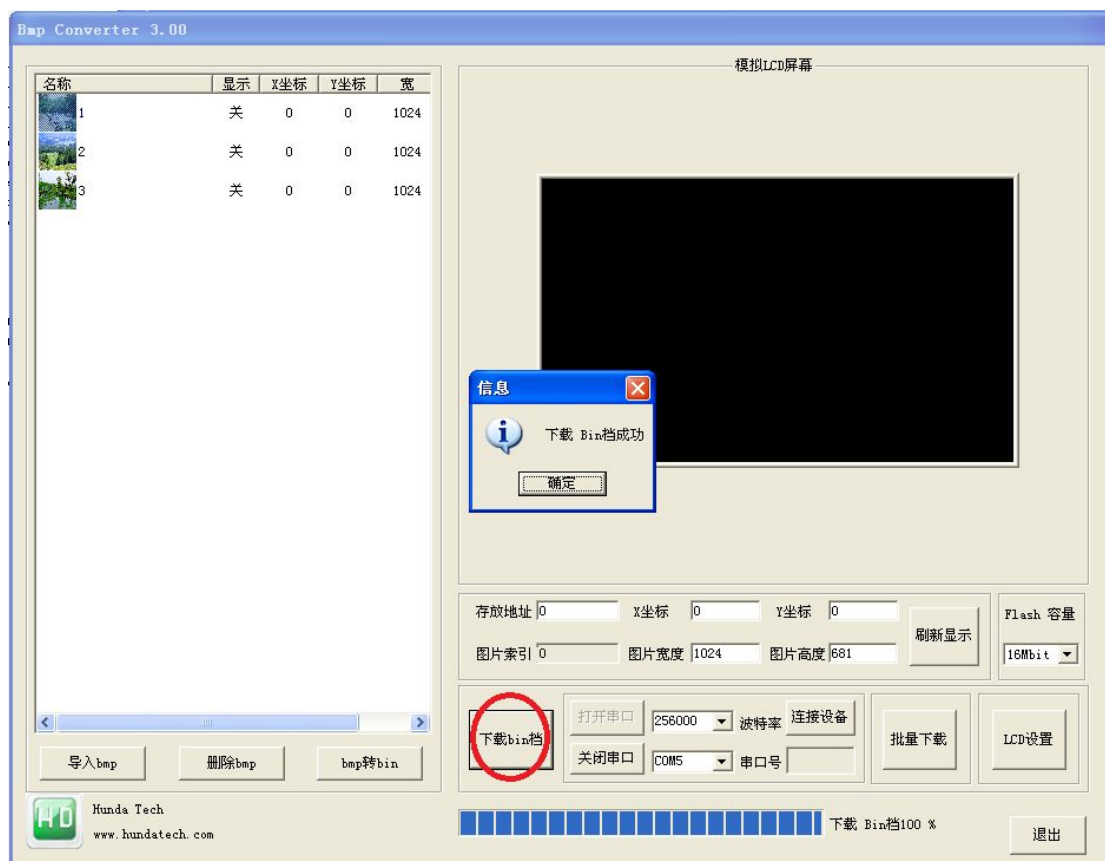 Bmp Converter 3.00
名称 显示 X坐标 Y坐标 宽
1 关 0 0 1024
2 关 0 0 1024
3 关 0 0 1024
模拟LCD屏幕
信息
下载 Bin档成功
确定
存放地址 0 X坐标 0 Y坐标 0
刷新显示
图片索引 0 图片宽度 1024 图片高度 681
Flash 容量
16Mbit
下载bin档
打开串口 256000 波特率 连接设备
关闭串口 COM5 串口号
批量下载
LCD设置
导入bmp 删除bmp bmp转bin
HD
Hunda Tech
www.hundatech.com
下载 Bin档100 %
退出